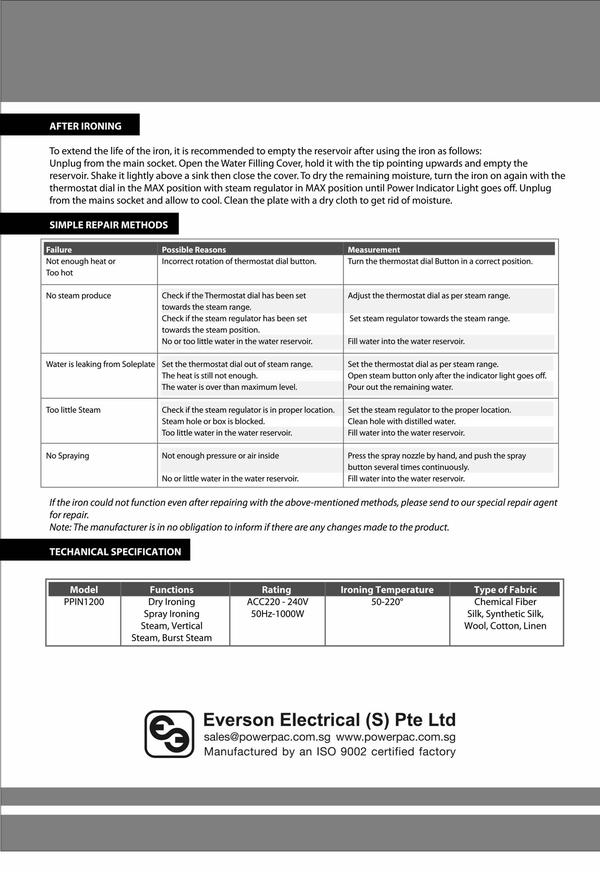 AFTER IRONING
To extend the life of the iron, it is recommended to empty the reservoir after using the iron as follows:
Unplug from the main socket. Open the Water Filling Cover, hold it with the tip pointing upwards and empty the
reservoir. Shake it lightly above a sink then close the cover. To dry the remaining moisture, turn the iron on again with the
thermostat dial in the MAX position with steam regulator in MAX position until Power Indicator Light goes off. Unplug
from the mains socket and allow to cool. Clean the plate with a dry cloth to get rid of moisture.
SIMPLE REPAIR METHODS
Failure Possible Reasons Measurement
Not enough heat or Incorrect rotation of thermostat dial button. Turn the thermostat dial Button in a correct position.
Too hot
No steam produce Check if the Thermostat dial has been set Adjust the thermostat dial as per steam range.
towards the steam range.
Check if the steam regulator has been set Set steam regulator towards the steam range.
towards the steam position.
No or too little water in the water reservoir. Fill water into the water reservoir.
Water is leaking from Soleplate Set the thermostat dial out of steam range. Set the thermostat dial as per steam range.
The heat is still not enough. Open steam button only after the indicator light goes off.
The water is over than maximum level. Pour out the remaining water.
Too little Steam Check if the steam regulator is in proper location. Set the steam regulator to the proper location.
Steam hole or box is blocked. Clean hole with distilled water.
Too little water in the water reservoir. Fill water into the water reservoir.
No Spraying Not enough pressure or air inside Press the spray nozzle by hand, and push the spray
button several times continuously.
No or little water in the water reservoir. Fill water into the water reservoir.
If the iron could not function even after repairing with the above-mentioned methods, please send to our special repair agent
for repair.
Note: The manufacturer is in no obligation to inform if there are any changes made to the product.
TECHANICAL SPECIFICATION
Model Functions Rating Ironing Temperature Type of Fabric
PPIN1200 Dry Ironing ACC220 - 240V 50-220° Chemical Fiber
Spray Ironing 50Hz-1000W Silk, Synthetic Silk,
Steam, Vertical Wool, Cotton, Linen
Steam, Burst Steam
Everson Electrical (S) Pte Ltd
sales@powerpac.com.sg www.powerpac.com.sg
Manufactured by an ISO 9002 certified factory